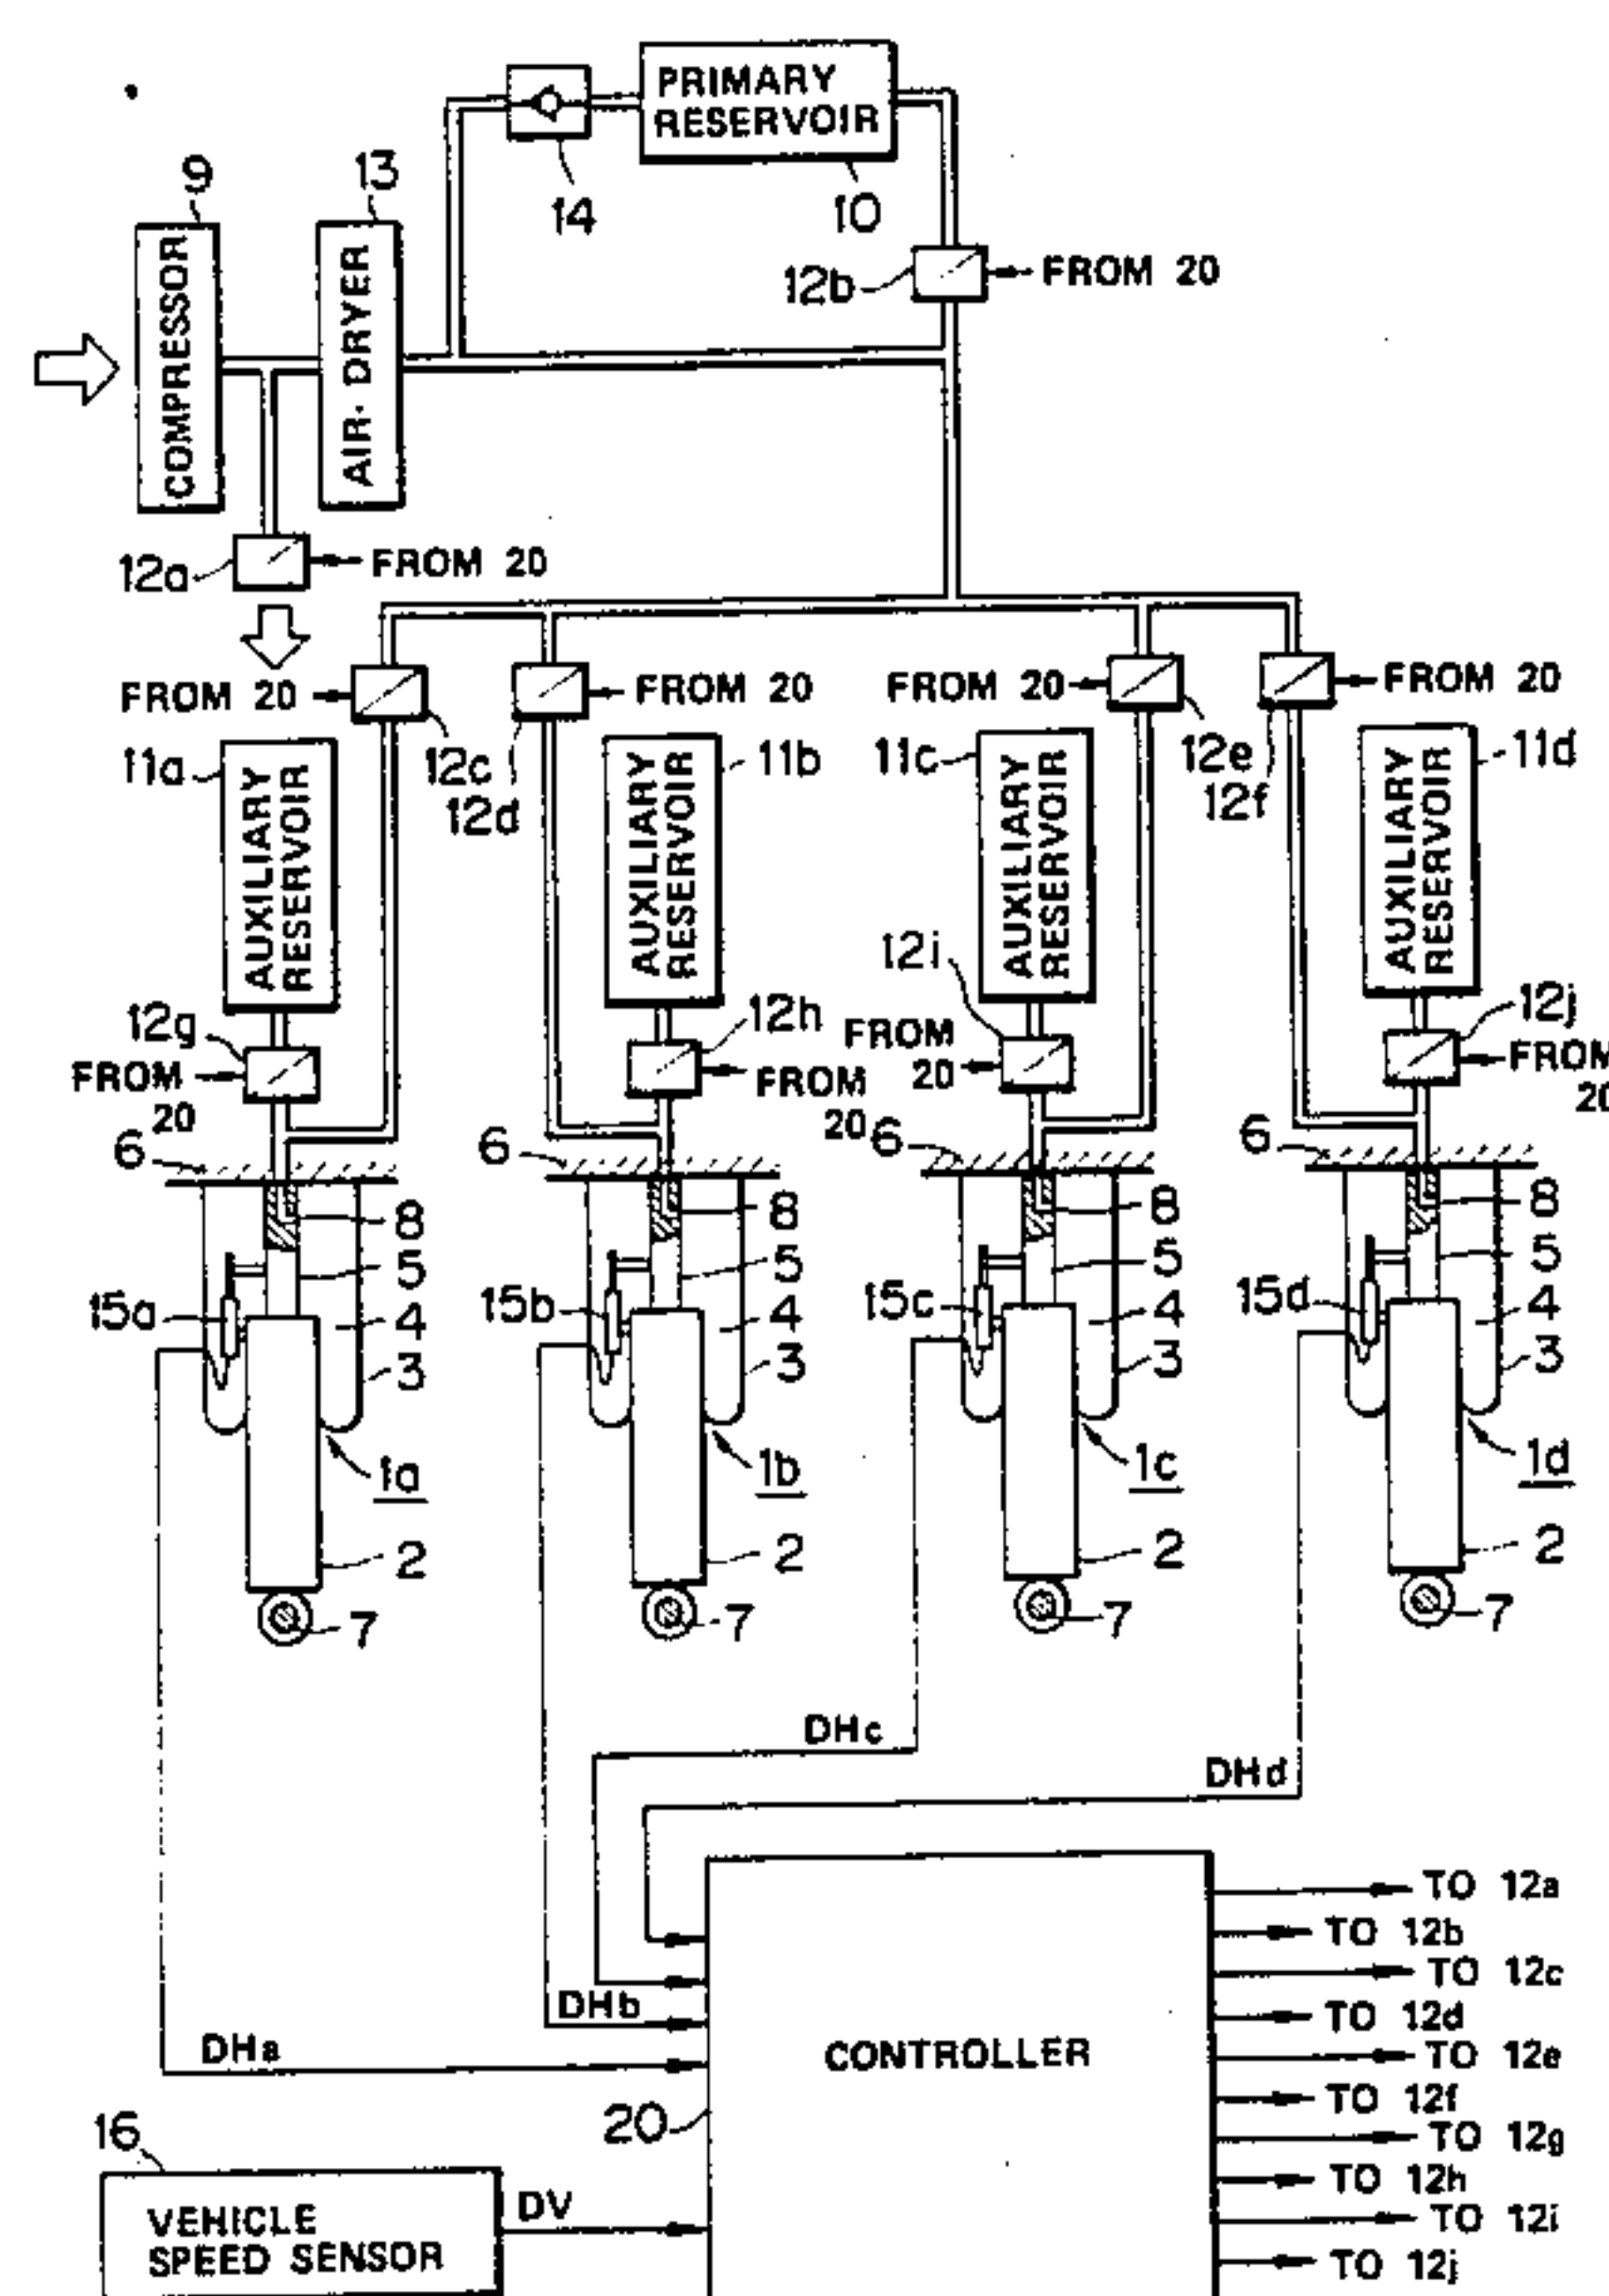 PRIMARY
RESERVOIR
9
13
14
10
COMPRESSOR
AIR-DRYER
12b
FROM 20
12a
FROM 20
FROM 20
FROM 20
FROM 20
FROM 20
11a
12c
12d
11b
11c
12e
12f
11d
AUXILIARY
RESERVOIR
AUXILIARY
RESERVOIR
AUXILIARY
RESERVOIR
AUXILIARY
RESERVOIR
12g
12h
12i
12j
FROM
20
FROM
20
FROM
20
FROM
20
6
6
6
6
8
8
8
8
5
5
5
5
15a
15b
15c
15d
4
4
4
4
3
3
3
3
1a
1b
1c
1d
2
2
2
2
7
7
7
7
DHc
DHd
DHb
DHa
CONTROLLER
20
TO 12a
TO 12b
TO 12c
TO 12d
TO 12e
TO 12f
TO 12g
TO 12h
TO 12i
TO 12j
16
VEHICLE
SPEED SENSOR
DV